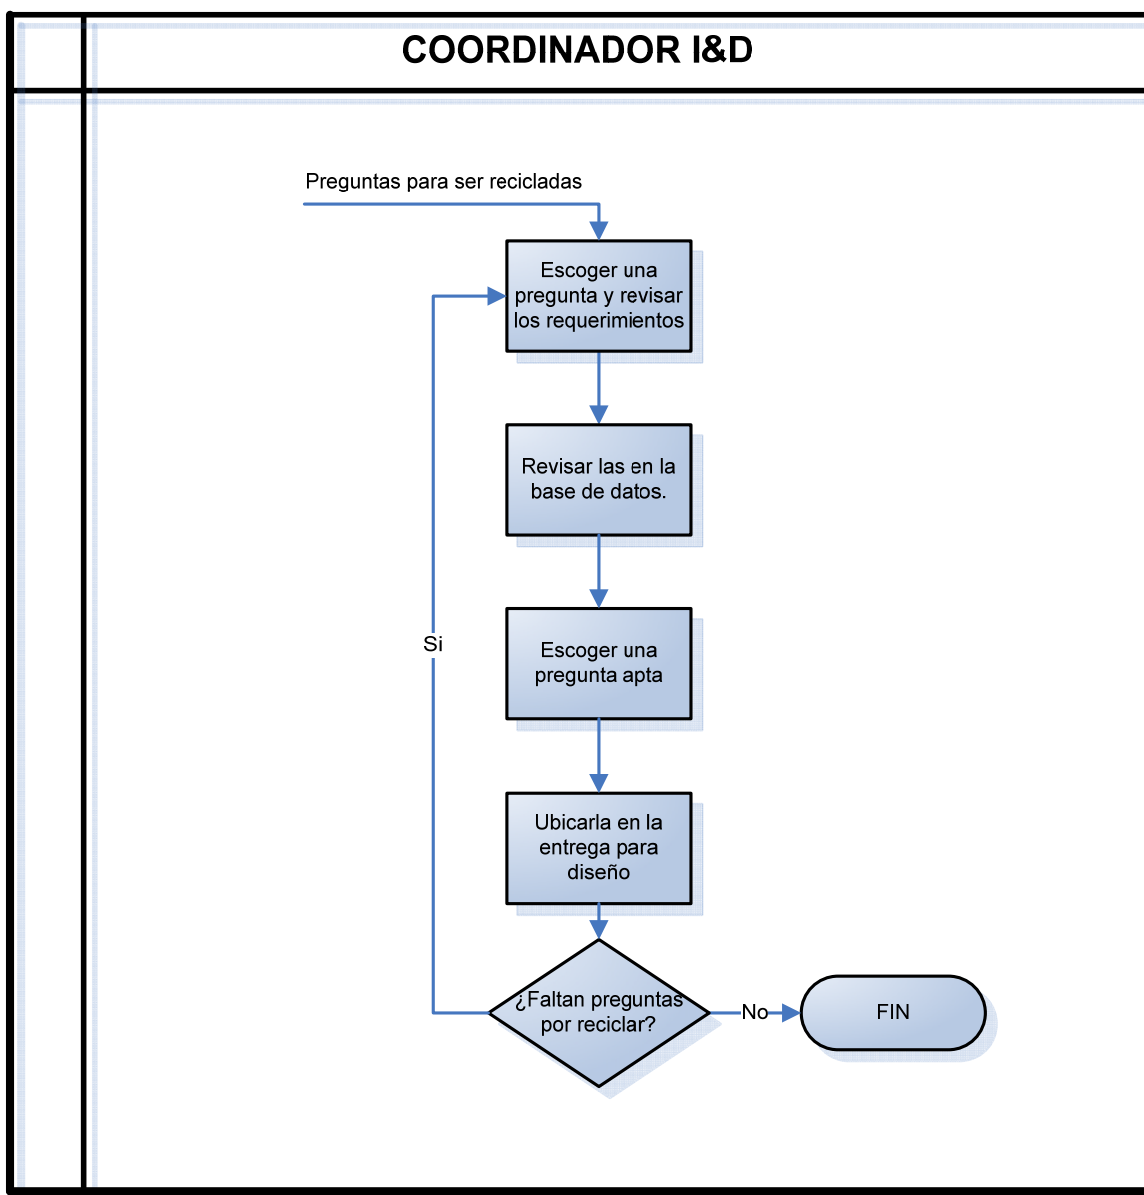 COORDINADOR I&D
Preguntas para ser recicladas
Escoger una
pregunta y revisar
los requerimientos
Revisar las en la
base de datos.
Escoger una
pregunta apta
Si
Ubicarla en la
entrega para
diseño
¿Faltan preguntas
por reciclar?
No
FIN